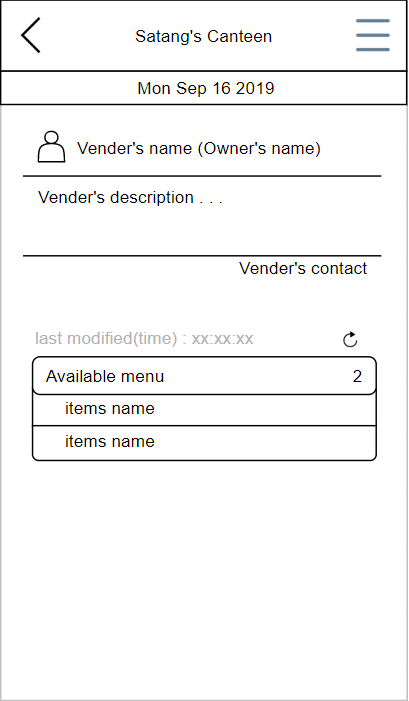 Satang's Canteen
Mon Sep 16 2019
Vender's name (Owner's name)
Vender's description . . .
Vender's contact
last modified(time) : xx:xx:xx
Available menu 2
items name
items name